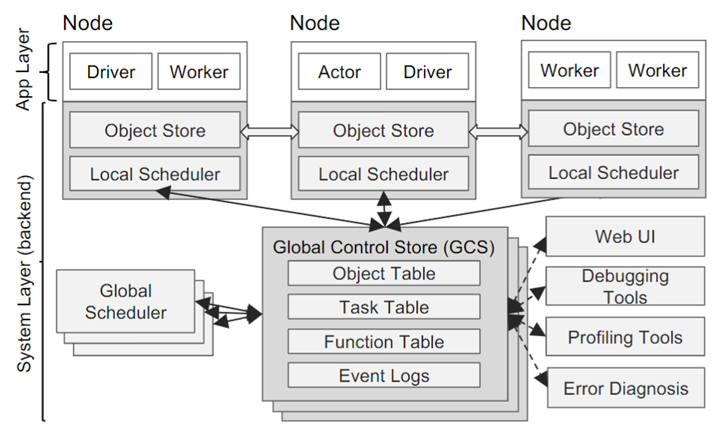 Node
Node
Node
App Layer
Driver
Worker
Actor
Driver
Worker
Worker
Object Store
Object Store
Object Store
Local Scheduler
Local Scheduler
Local Scheduler
System Layer (backend)
Global Control Store (GCS)
Object Table
Task Table
Function Table
Event Logs
Global
Scheduler
Web UI
Debugging
Tools
Profiling Tools
Error Diagnosis